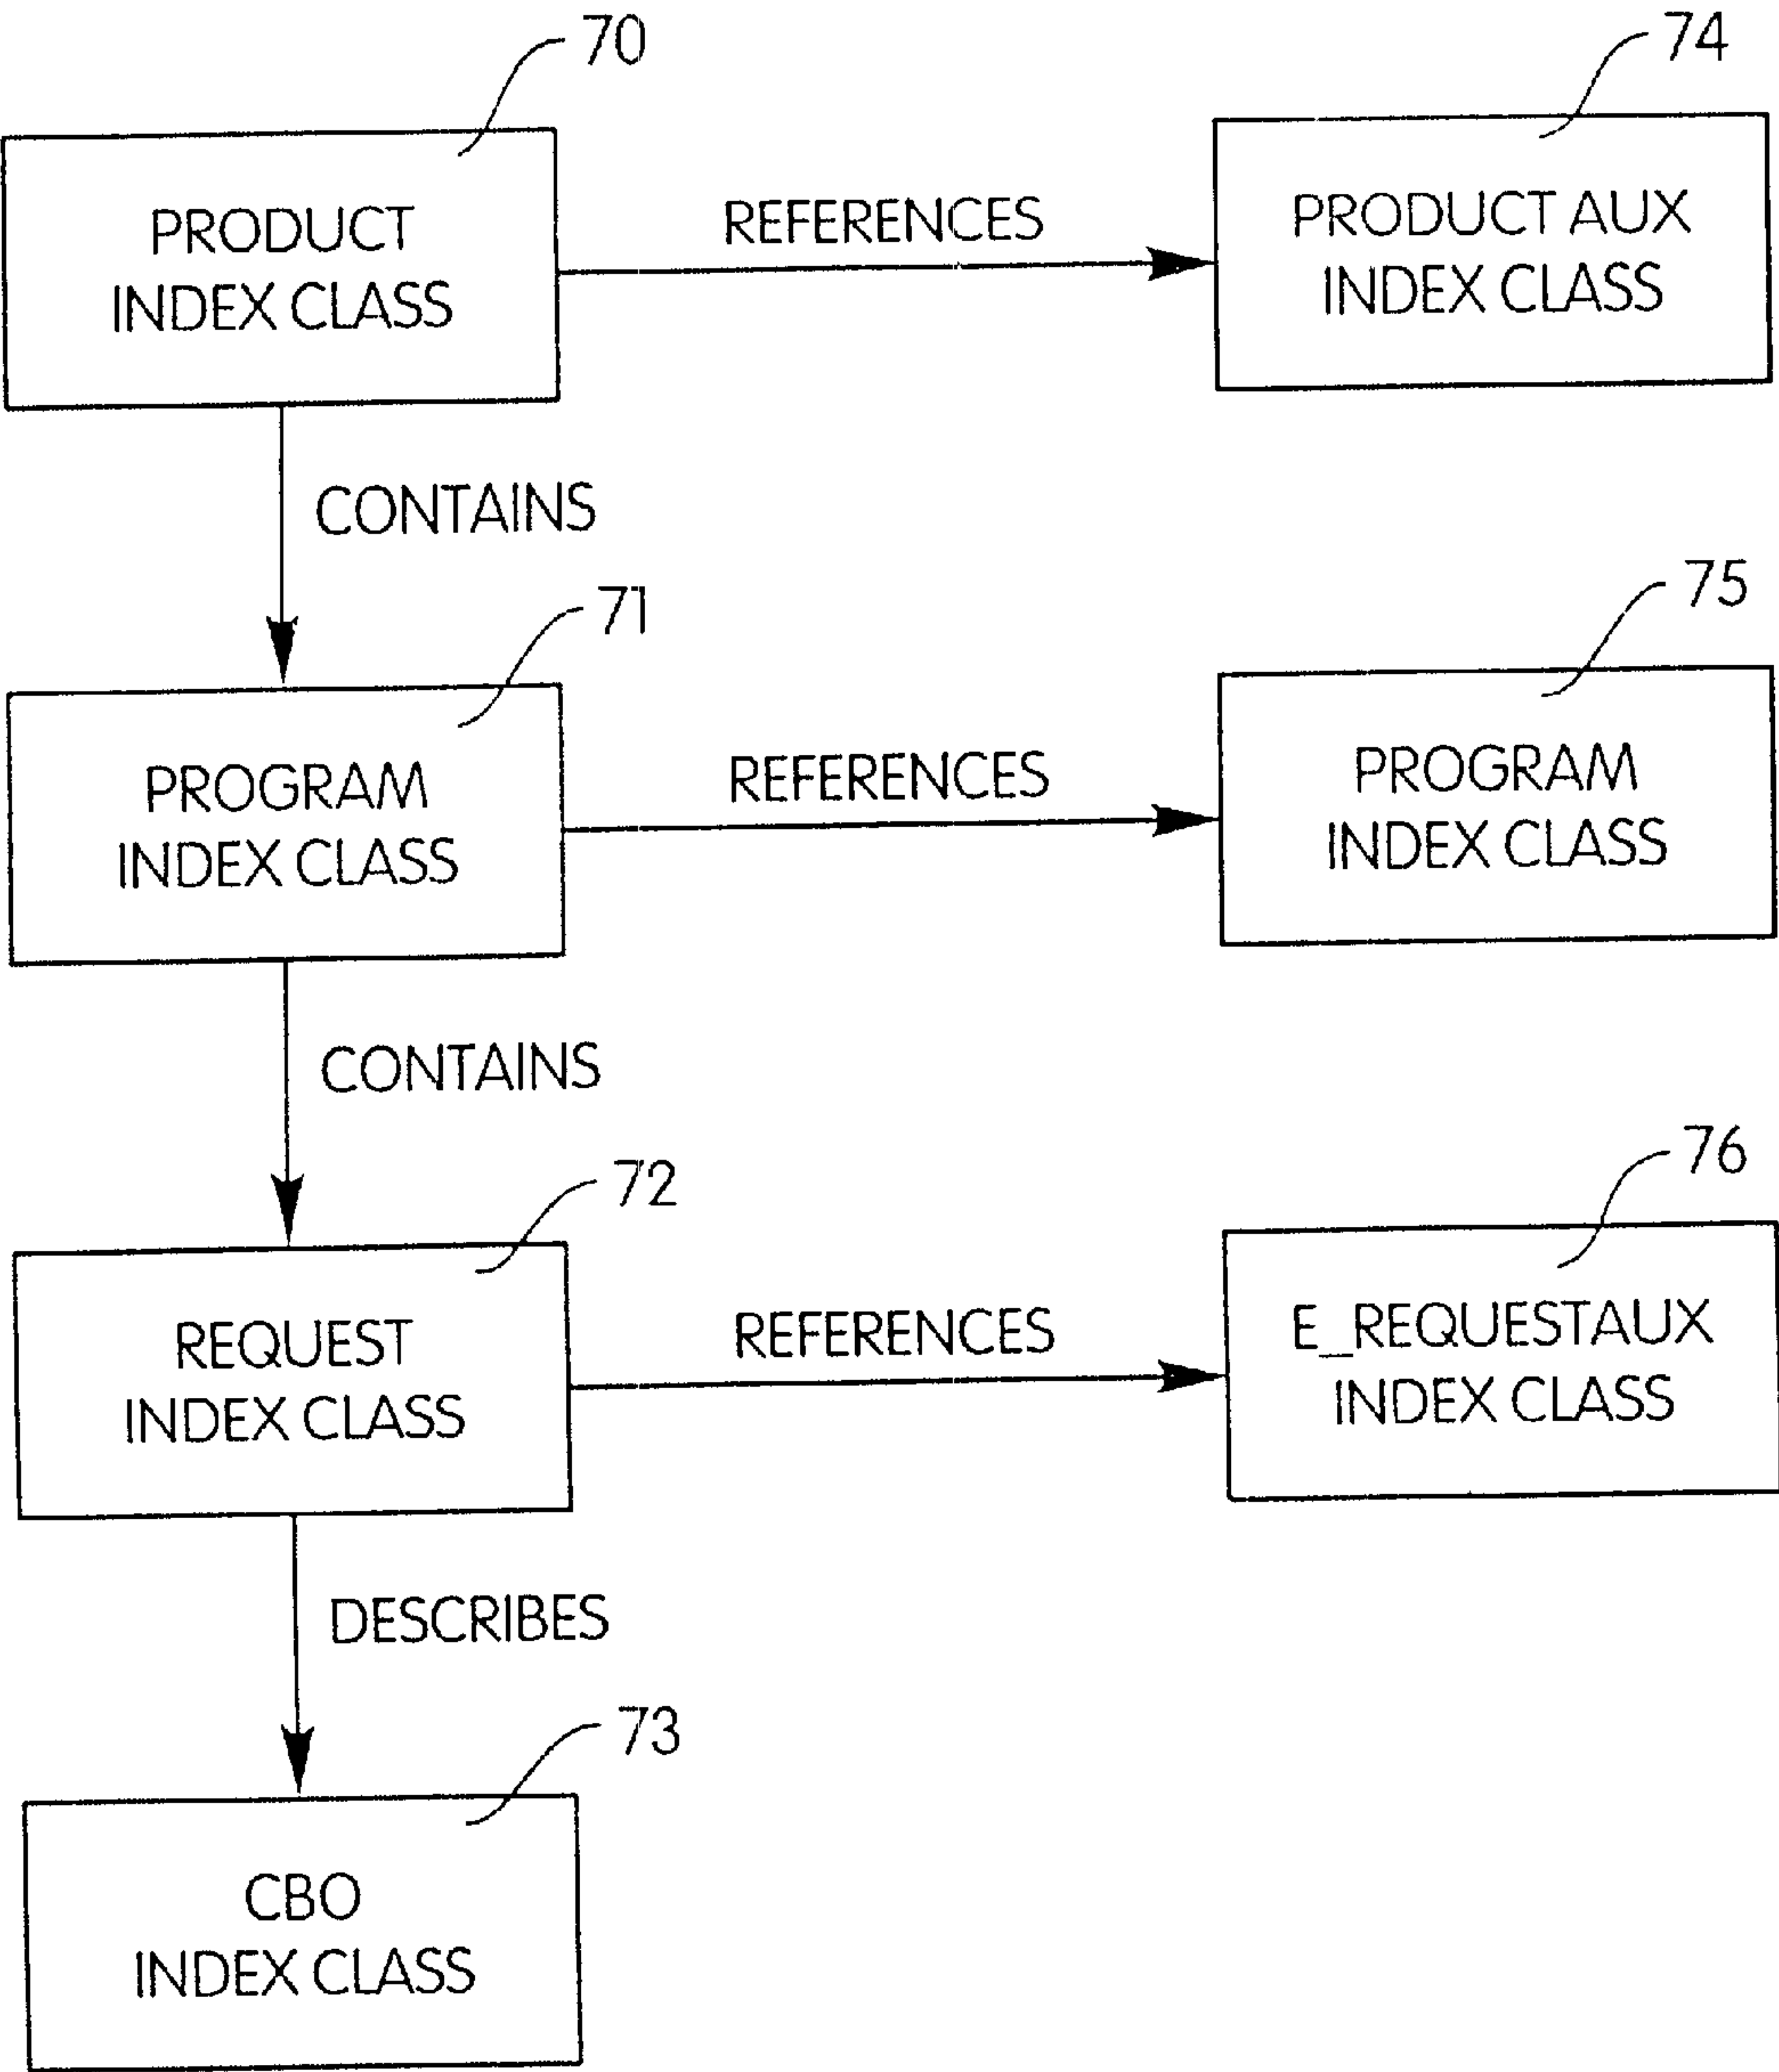 70
74
PRODUCT
INDEX CLASS
REFERENCES
PRODUCT AUX
INDEX CLASS
CONTAINS
71
75
PROGRAM
INDEX CLASS
REFERENCES
PROGRAM
INDEX CLASS
CONTAINS
72
76
REQUEST
INDEX CLASS
REFERENCES
E_REQUESTAUX
INDEX CLASS
DESCRIBES
73
CBO
INDEX CLASS